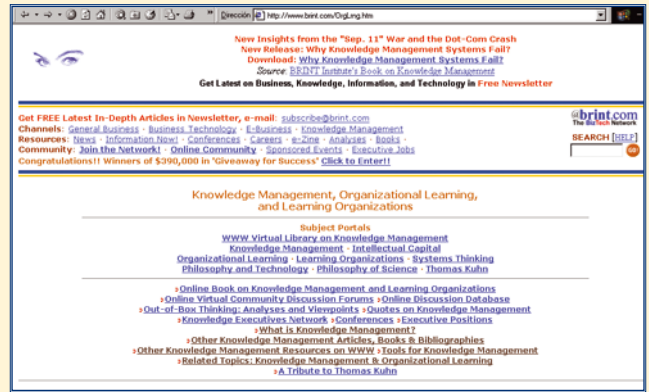 Dirección http://www.brint.com/OrgLrng.htm
New Insights from the "Sep. 11" War and the Dot-Com Crash
New Release: Why Knowledge Management Systems Fail?
Download: Why Knowledge Management Systems Fail?
Source: BRINT Institute's Book on Knowledge Management
Get Latest on Business, Knowledge, Information, and Technology in Free Newsletter
Get FREE Latest In-Depth Articles in Newsletter, e-mail: subscribe@brint.com
Channels: General Business · Business Technology · E-Business · Knowledge Management
Resources: News · Information Now! · Conferences · Careers · e-Zine · Analyses · Books ·
Community: Join the Network! · Online Community · Sponsored Events · Executive Jobs
Congratulations!! Winners of $390,000 in 'Giveaway for Success' Click to Enter!!
@brint.com
The BizTech Network
SEARCH [HELP]
GO
Knowledge Management, Organizational Learning,
and Learning Organizations
Subject Portals
WWW Virtual Library on Knowledge Management
Knowledge Management · Intellectual Capital
Organizational Learning · Learning Organizations · Systems Thinking
Philosophy and Technology · Philosophy of Science · Thomas Kuhn
»Online Book on Knowledge Management and Learning Organizations
»Online Virtual Community Discussion Forums »Online Discussion Database
»Out-of-Box Thinking: Analyses and Viewpoints »Quotes on Knowledge Management
»Knowledge Executives Network »Conferences »Executive Positions
»What is Knowledge Management?
»Other Knowledge Management Articles, Books & Bibliographies
»Other Knowledge Management Resources on WWW »Tools for Knowledge Management
»Related Topics: Knowledge Management & Organizational Learning
»A Tribute to Thomas Kuhn